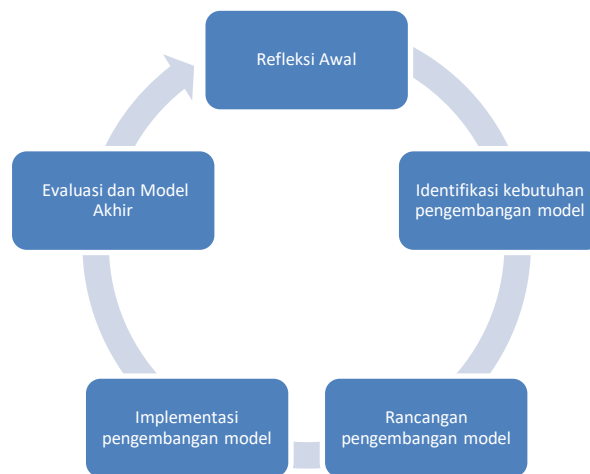 Refleksi Awal
Identifikasi kebutuhan
pengembangan model
Rancangan
pengembangan model
Implementasi
pengembangan model
Evaluasi dan Model
Akhir